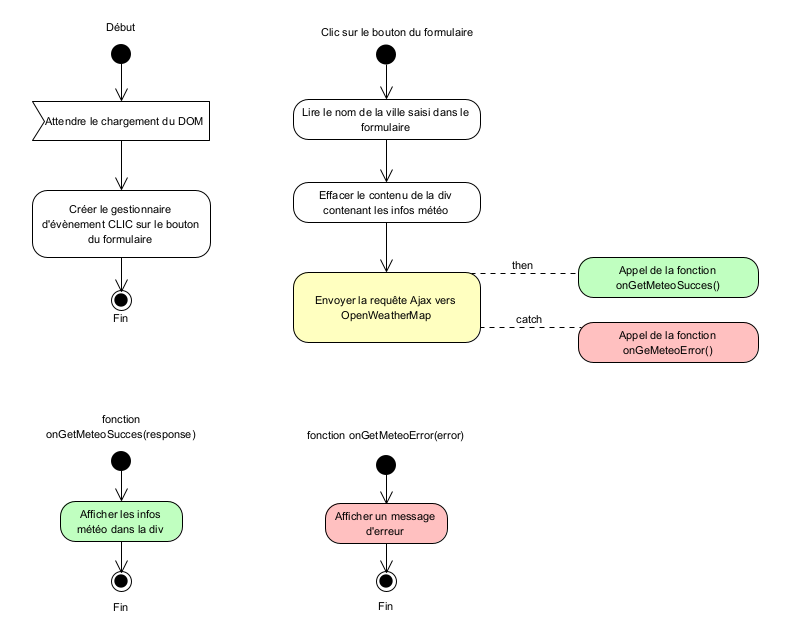 Début
Attendre le chargement du DOM
Créer le gestionnaire
d'évènement CLIC sur le bouton
du formulaire
Fin
Clic sur le bouton du formulaire
Lire le nom de la ville saisi dans le
formulaire
Effacer le contenu de la div
contenant les infos météo
Envoyer la requête Ajax vers
OpenWeatherMap
then
Appel de la fonction
onGetMeteoSucces()
catch
Appel de la fonction
onGeMeteoError()
fonction
onGetMeteoSucces(response)
Afficher les infos
météo dans la div
Fin
fonction onGetMeteoError(error)
Afficher un message
d'erreur
Fin